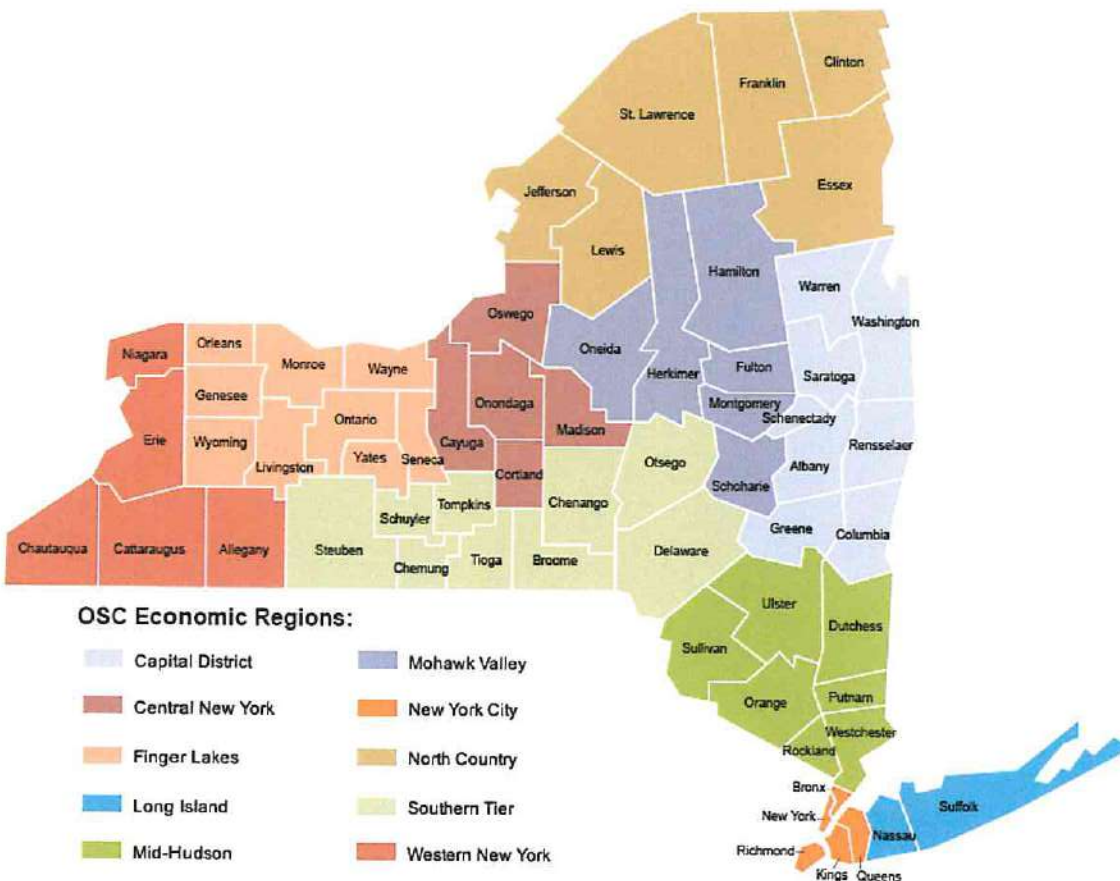 Clinton
Franklin
St. Lawrence
Essex
Jefferson
Lewis
Hamilton
Warren
Washington
Oswego
Oneida
Herkimer
Fulton
Saratoga
Niagara
Orleans
Monroe
Wayne
Genesee
Onondaga
Montgomery
Schenectady
Ontario
Madison
Erie
Wyoming
Cayuga
Rensselaer
Livingston
Yates
Seneca
Otsego
Albany
Cortland
Schoharie
Tompkins
Chenango
Schuyler
Greene
Columbia
Chautauqua
Cattaraugus
Allegany
Steuben
Chemung
Tioga
Broome
Delaware
Ulster
Dutchess
Sullivan
Orange
Putnam
Westchester
Rockland
Bronx
New York
Richmond
Kings
Queens
Nassau
Suffolk
OSC Economic Regions:
Capital District
Central New York
Finger Lakes
Long Island
Mid-Hudson
Mohawk Valley
New York City
North Country
Southern Tier
Western New York